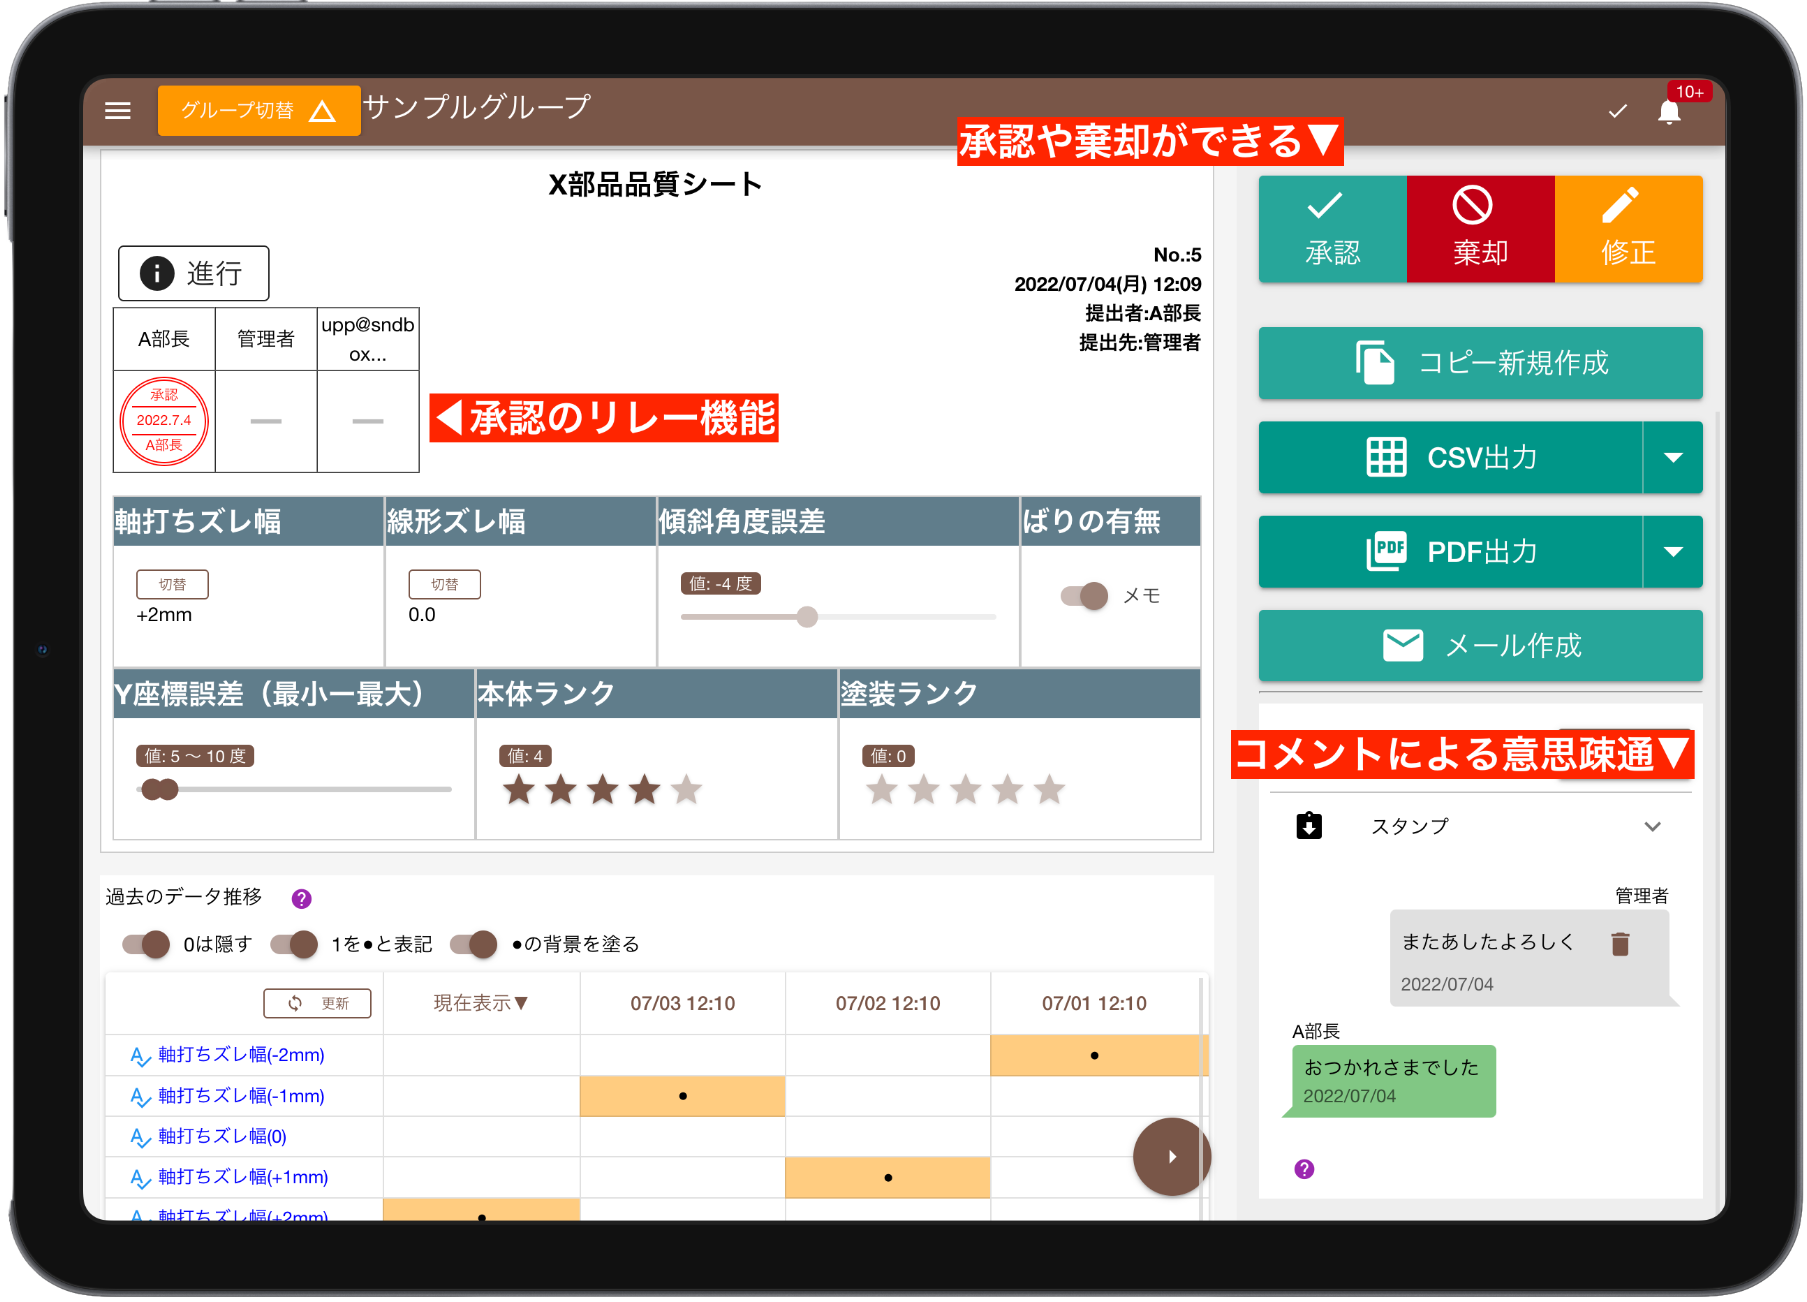 グループ切替
サンプルグループ
10+
承認や棄却ができる▼
X部品品質シート
承認
棄却
修正
進行
No.:5
2022/07/04(月) 12:09
提出者:A部長
提出先:管理者
A部長
管理者
upp@sndb
ox...
承認
2022.7.4
A部長
◀承認のリレー機能
コピー新規作成
CSV出力
PDF
PDF出力
メール作成
軸打ちズレ幅
線形ズレ幅
傾斜角度誤差
ばりの有無
切替
+2mm
切替
0.0
値: -4 度
メモ
Y座標誤差（最小ー最大）
本体ランク
塗装ランク
値: 5 〜 10 度
値: 4
値: 0
コメントによる意思疎通▼
スタンプ
管理者
またあしたよろしく
2022/07/04
A部長
おつかれさまでした
2022/07/04
過去のデータ推移
0は隠す
1を●と表記
●の背景を塗る
更新
現在表示▼
07/03 12:10
07/02 12:10
07/01 12:10
軸打ちズレ幅(-2mm)
軸打ちズレ幅(-1mm)
軸打ちズレ幅(0)
軸打ちズレ幅(+1mm)
軸打ちズレ幅(+2mm)